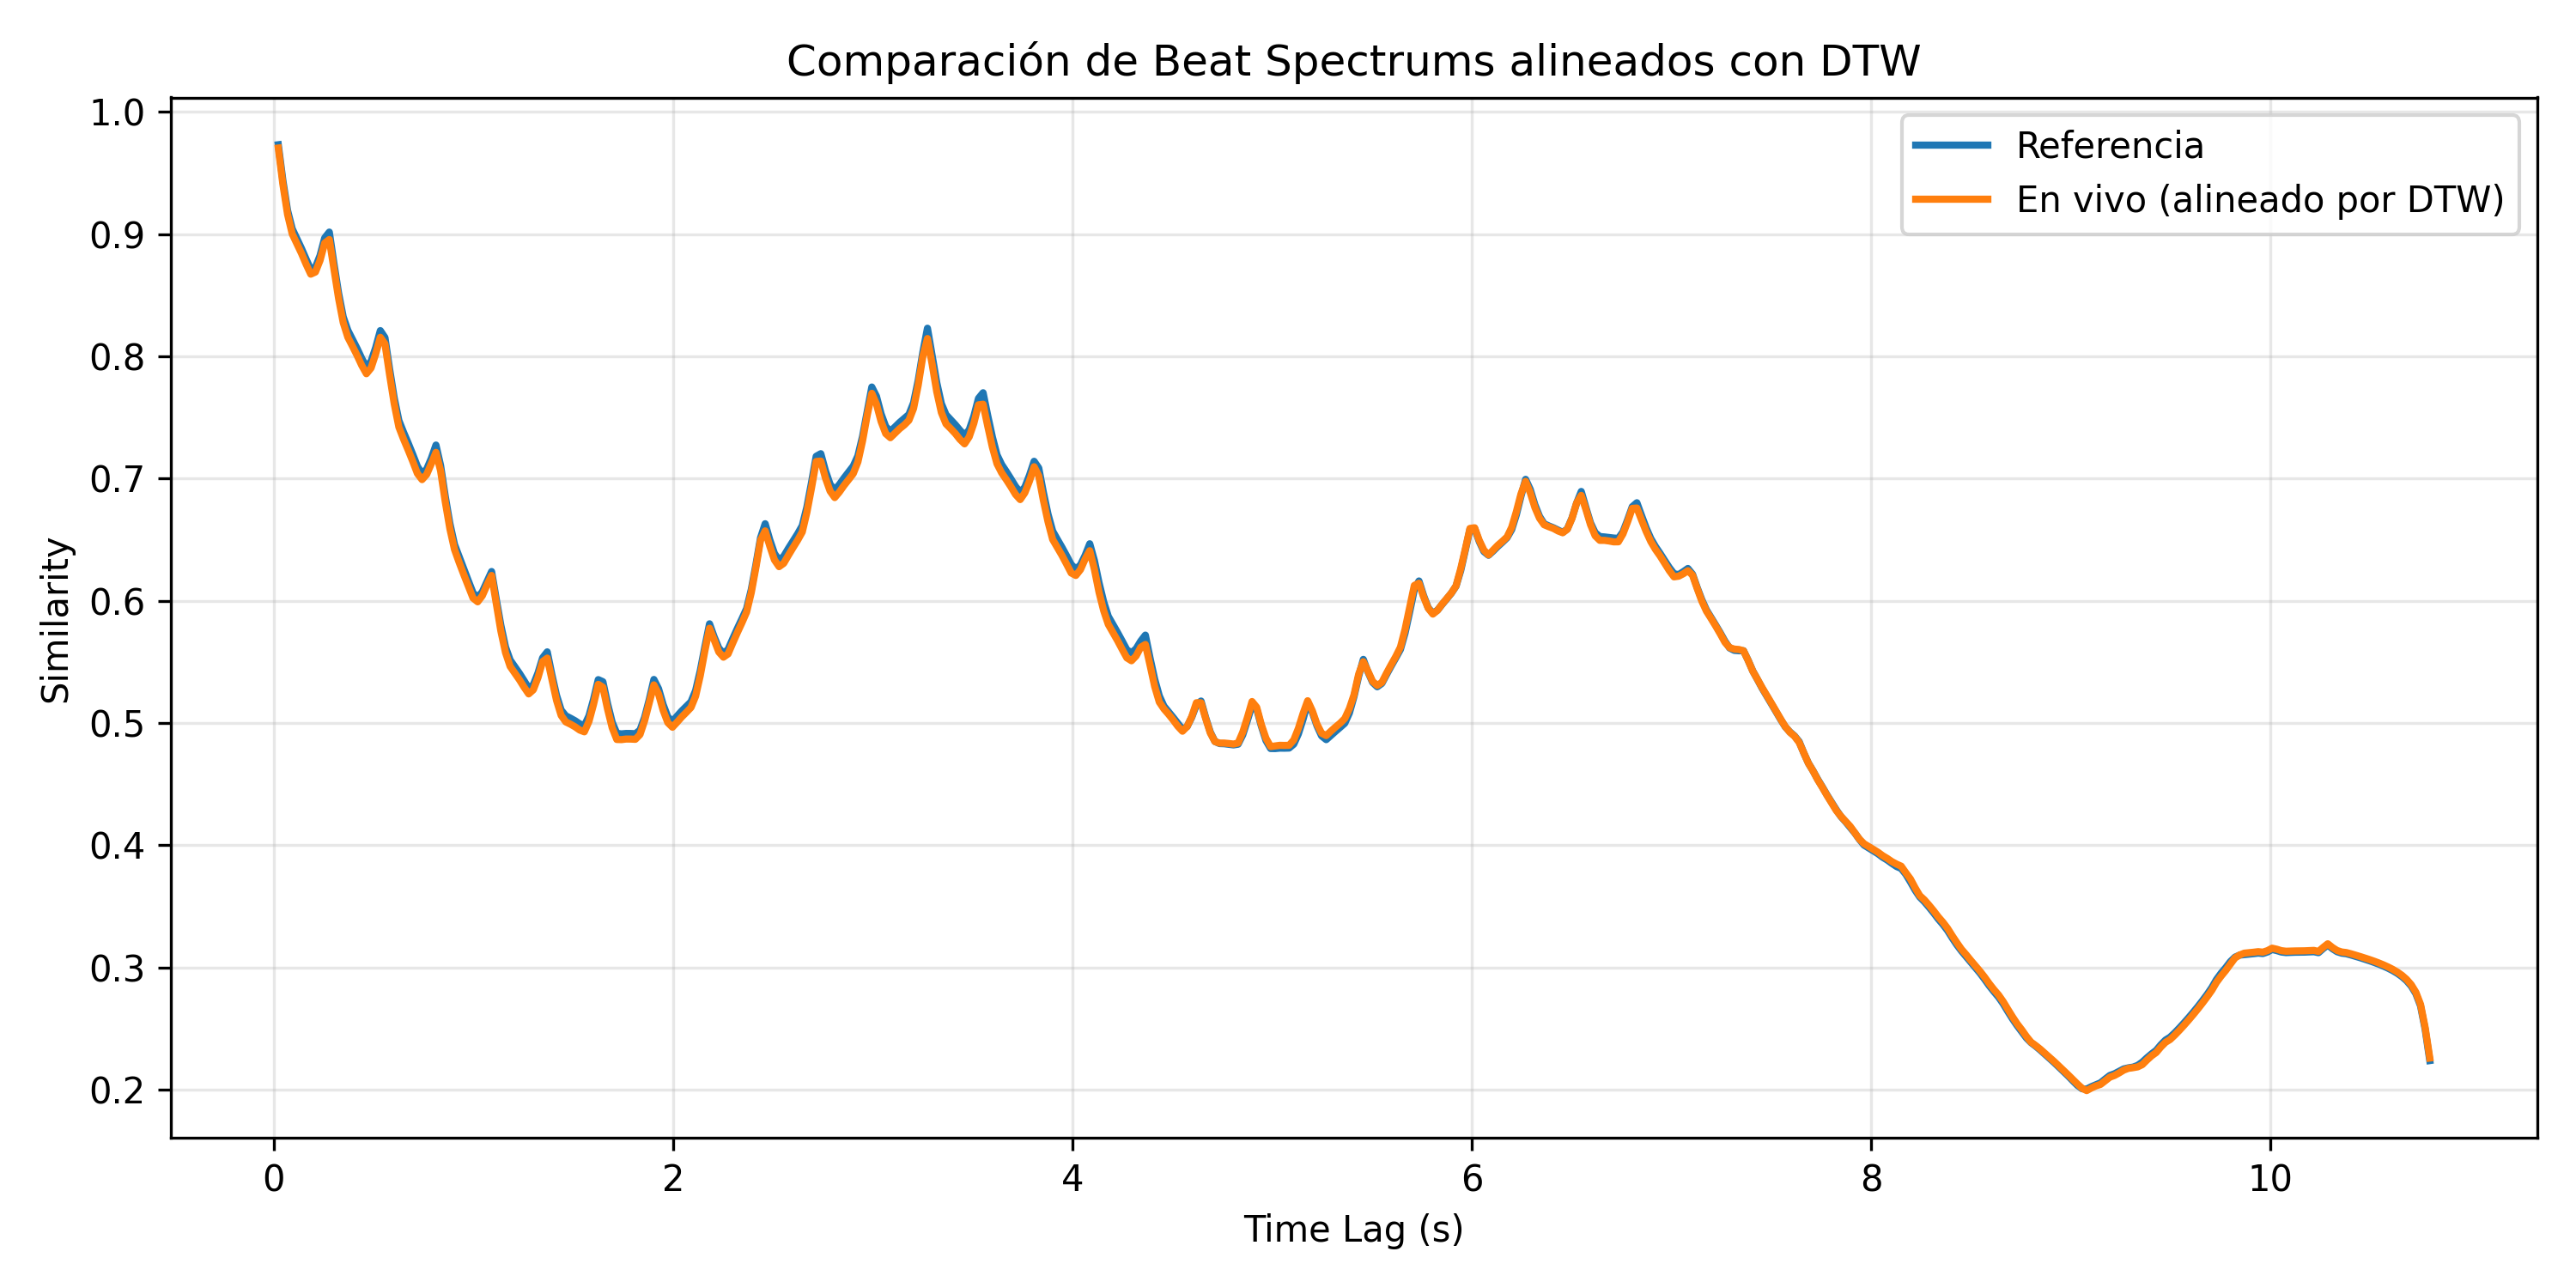 Comparación de Beat Spectrums alineados con DTW
Referencia
En vivo (alineado por DTW)
Similarity
1.0
0.9
0.8
0.7
0.6
0.5
0.4
0.3
0.2
0 2 4 6 8 10
Time Lag (s)